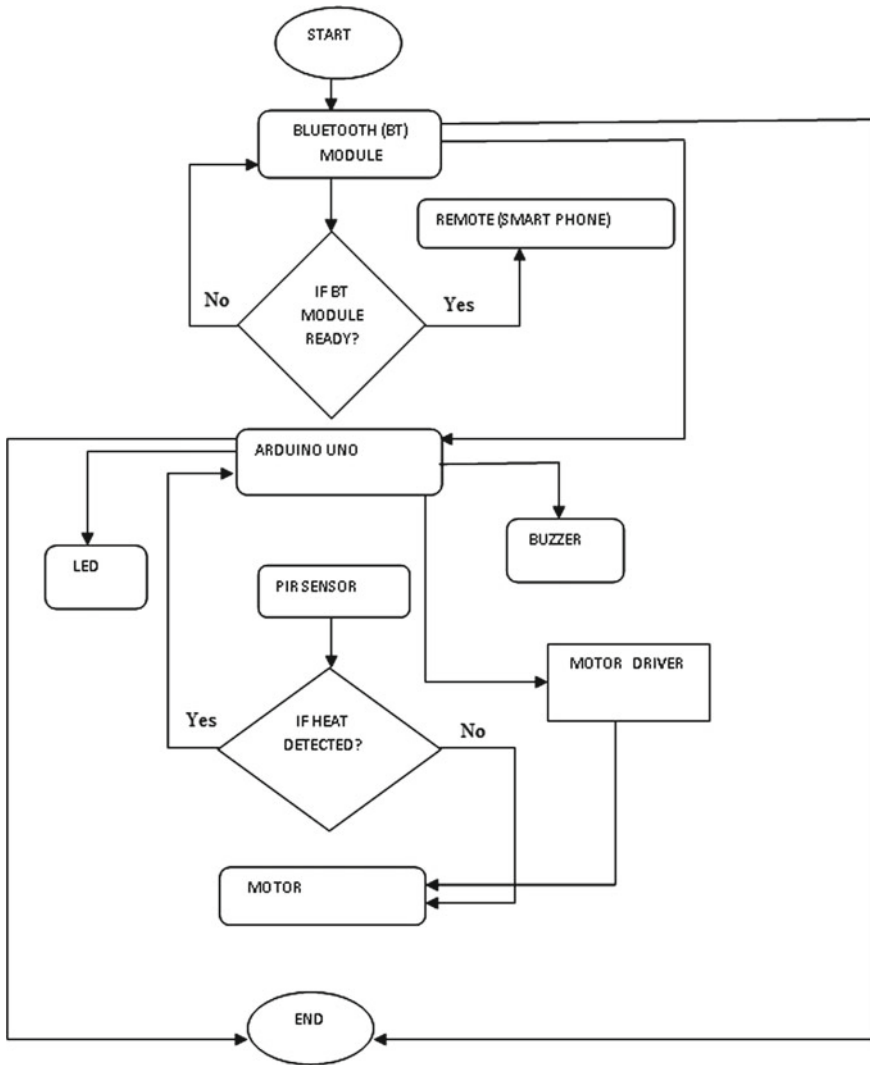 START
BLUETOOTH (BT)
MODULE
REMOTE (SMART PHONE)
No
IF BT
MODULE
READY?
Yes
ARDUINO UNO
LED
BUZZER
PIR SENSOR
MOTOR DRIVER
Yes
IF HEAT
DETECTED?
No
MOTOR
END